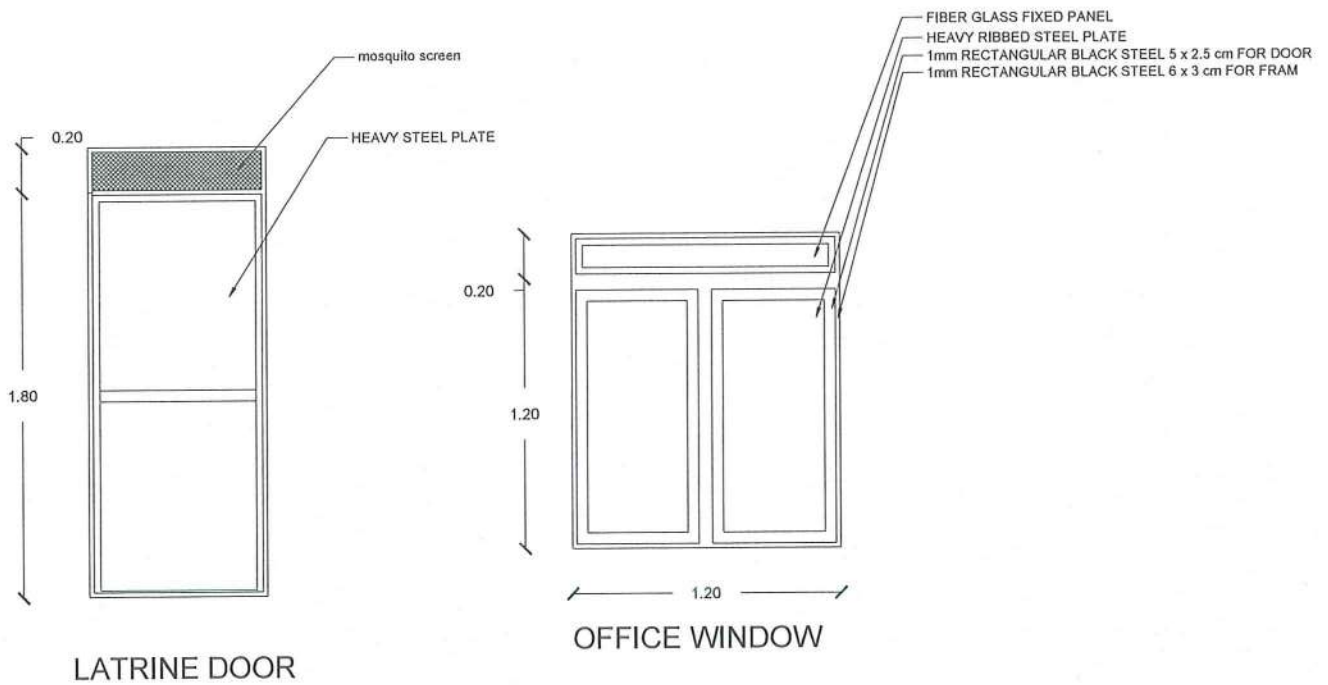 FIBER GLASS FIXED PANEL
HEAVY RIBBED STEEL PLATE
1mm RECTANGULAR BLACK STEEL 5 x 2.5 cm FOR DOOR
1mm RECTANGULAR BLACK STEEL 6 x 3 cm FOR FRAM
mosquito screen
0.20
HEAVY STEEL PLATE
1.80
0.20
1.20
1.20
OFFICE WINDOW
LATRINE DOOR